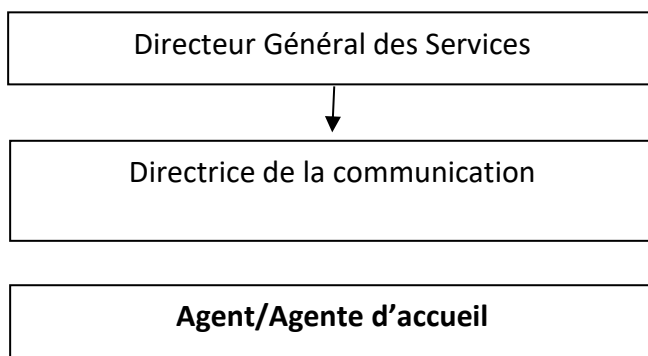 Directeur Général des Services
Directrice de la communication
Agent/Agente d’accueil